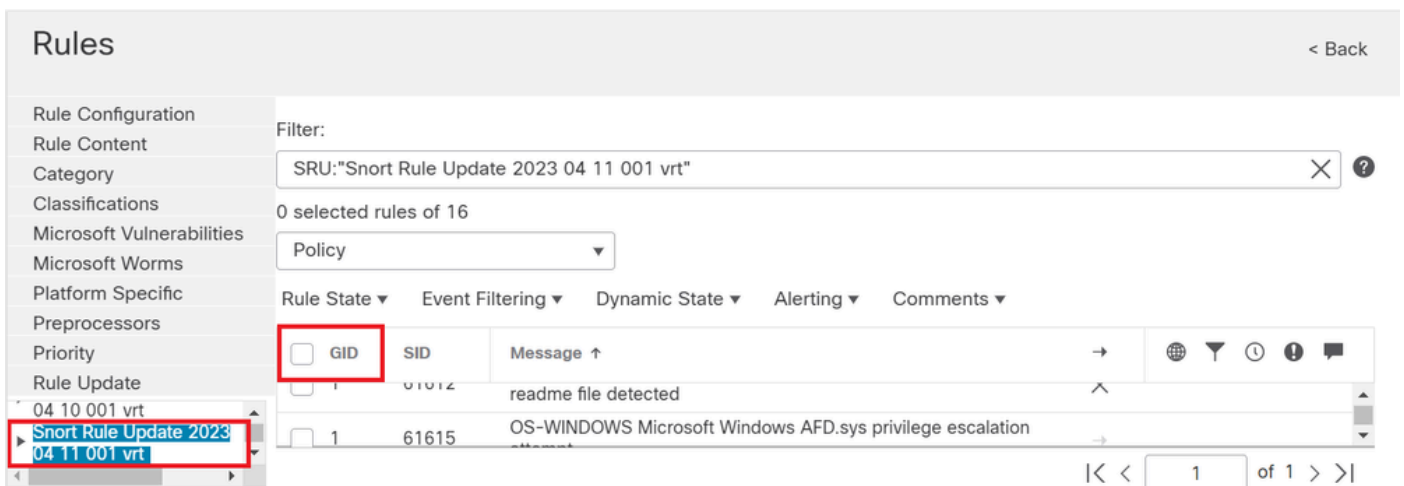 Rules
< Back
Rule Configuration
Rule Content
Category
Classifications
Microsoft Vulnerabilities
Microsoft Worms
Platform Specific
Preprocessors
Priority
Rule Update
04 10 001 vrt
Snort Rule Update 2023
04 11 001 vrt
Filter:
SRU:"Snort Rule Update 2023 04 11 001 vrt"
0 selected rules of 16
Policy
Rule State Event Filtering Dynamic State Alerting Comments
GID SID Message ↑ →
1 61612 readme file detected
1 61615 OS-WINDOWS Microsoft Windows AFD.sys privilege escalation
attempt
|< < 1 of 1 > >|